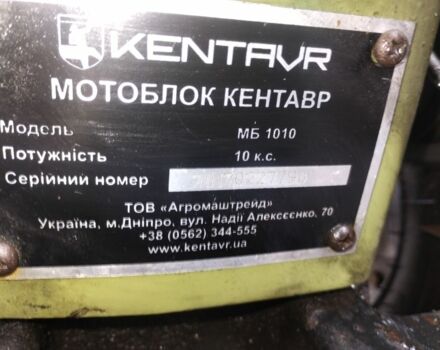 KENTAVR
МОТОБЛОК КЕНТАВР
Модель МБ 1010
Потужність 10 к.с.
Серійний номер
ТОВ «Агромаштрейд»
Україна, м.Дніпро, вул. Надії Алексєєнко, 70
+38 (0562) 344-555
www.kentavr.ua